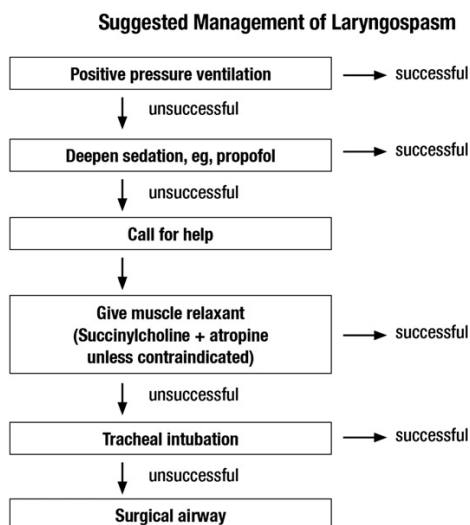 Suggested Management of Laryngospasm
Positive pressure ventilation
successful
unsuccessful
Deepen sedation, eg, propofol
successful
unsuccessful
Call for help
Give muscle relaxant
(Succinylcholine + atropine
unless contraindicated)
successful
unsuccessful
Tracheal intubation
successful
unsuccessful
Surgical airway